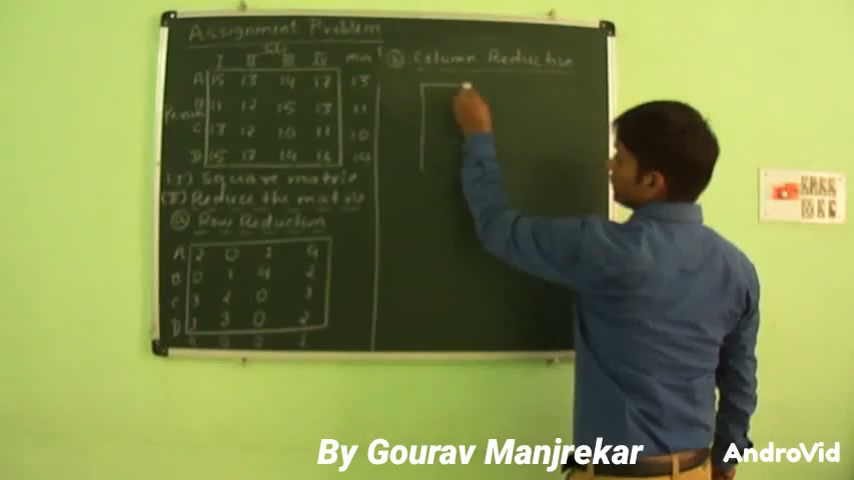 Assignment Problem
I II III IV min
A 15 13 14 17 13
B 11 12 15 13 11
Person
C 13 12 10 11 10
D 15 17 14 16 14
(I) Square matrix
(II) Reduce the matrix
(a) Row Reduction
A 2 0 1 4
B 0 1 4 2
C 3 2 0 1
D 1 3 0 2
(b) Column Reduction
By Gourav Manjrekar
AndroVid